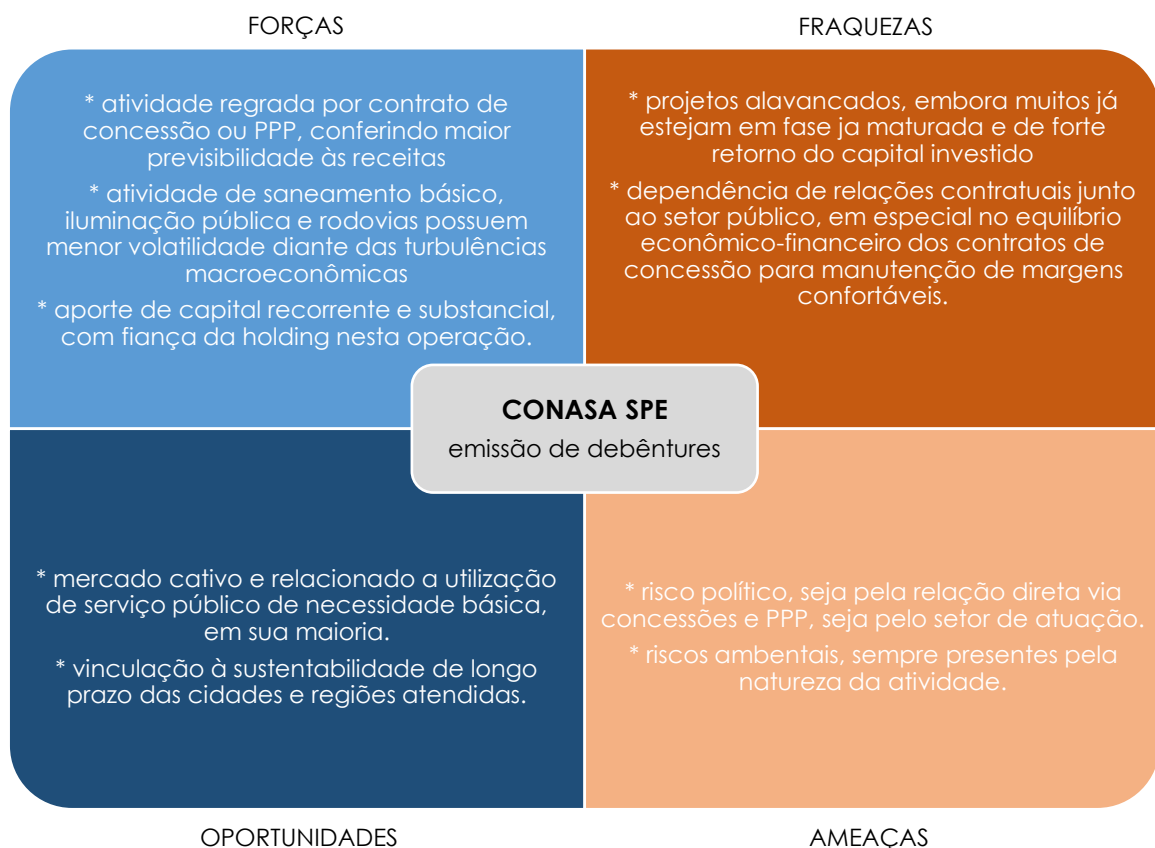 FORÇAS
FRAQUEZAS
* atividade regrada por contrato de
concessão ou PPP, conferindo maior
previsibilidade às receitas
* atividade de saneamento básico,
iluminação pública e rodovias possuem
menor volatilidade diante das turbulências
macroeconômicas
* aporte de capital recorrente e substancial,
com fiança da holding nesta operação.
* projetos alavancados, embora muitos já
estejam em fase ja maturada e de forte
retorno do capital investido
* dependência de relações contratuais junto
ao setor público, em especial no equilíbrio
econômico-financeiro dos contratos de
concessão para manutenção de margens
confortáveis.
CONASA SPE
emissão de debêntures
* mercado cativo e relacionado a utilização
de serviço público de necessidade básica,
em sua maioria.
* vinculação à sustentabilidade de longo
prazo das cidades e regiões atendidas.
* risco político, seja pela relação direta via
concessões e PPP, seja pelo setor de atuação.
* riscos ambentais, sempre presentes pela
natureza da atividade.
OPORTUNIDADES
AMEAÇAS